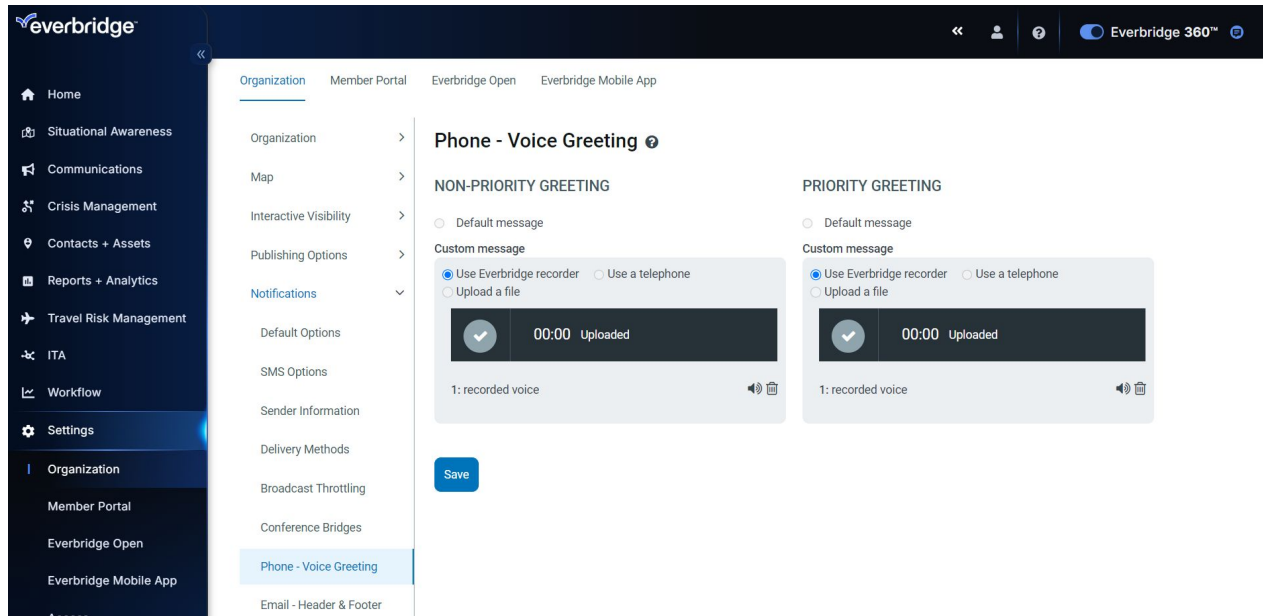 everbridge
Everbridge 360™
Home
Situational Awareness
Communications
Crisis Management
Contacts + Assets
Reports + Analytics
Travel Risk Management
ITA
Workflow
Settings
Organization
Member Portal
Everbridge Open
Everbridge Mobile App
Organization Member Portal Everbridge Open Everbridge Mobile App
Organization
Map
Interactive Visibility
Publishing Options
Notifications
Default Options
SMS Options
Sender Information
Delivery Methods
Broadcast Throttling
Conference Bridges
Phone - Voice Greeting
Email - Header & Footer
Phone - Voice Greeting
NON-PRIORITY GREETING
Default message
Custom message
Use Everbridge recorder Use a telephone
Upload a file
00:00 Uploaded
1: recorded voice
PRIORITY GREETING
Default message
Custom message
Use Everbridge recorder Use a telephone
Upload a file
00:00 Uploaded
1: recorded voice
Save